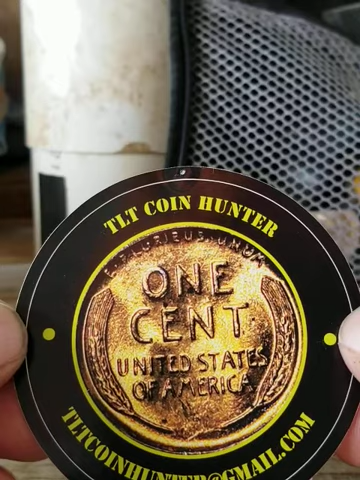 TLT COIN HUNTER
E·PLURIBUS·UNUM
ONE
CENT
UNITED STATES
OF AMERICA
TLTCOINHUNTER@GMAIL.COM